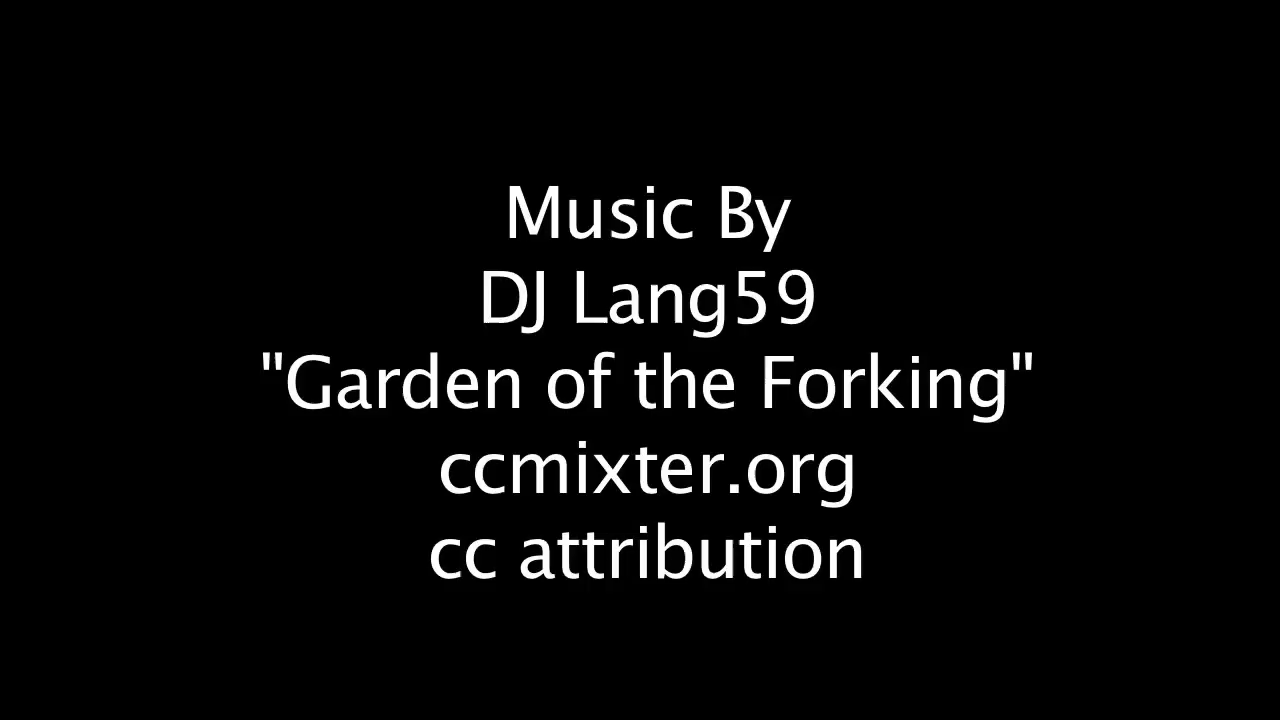 Music By
DJ Lang59
"Garden of the Forking"
ccmixter.org
cc attribution